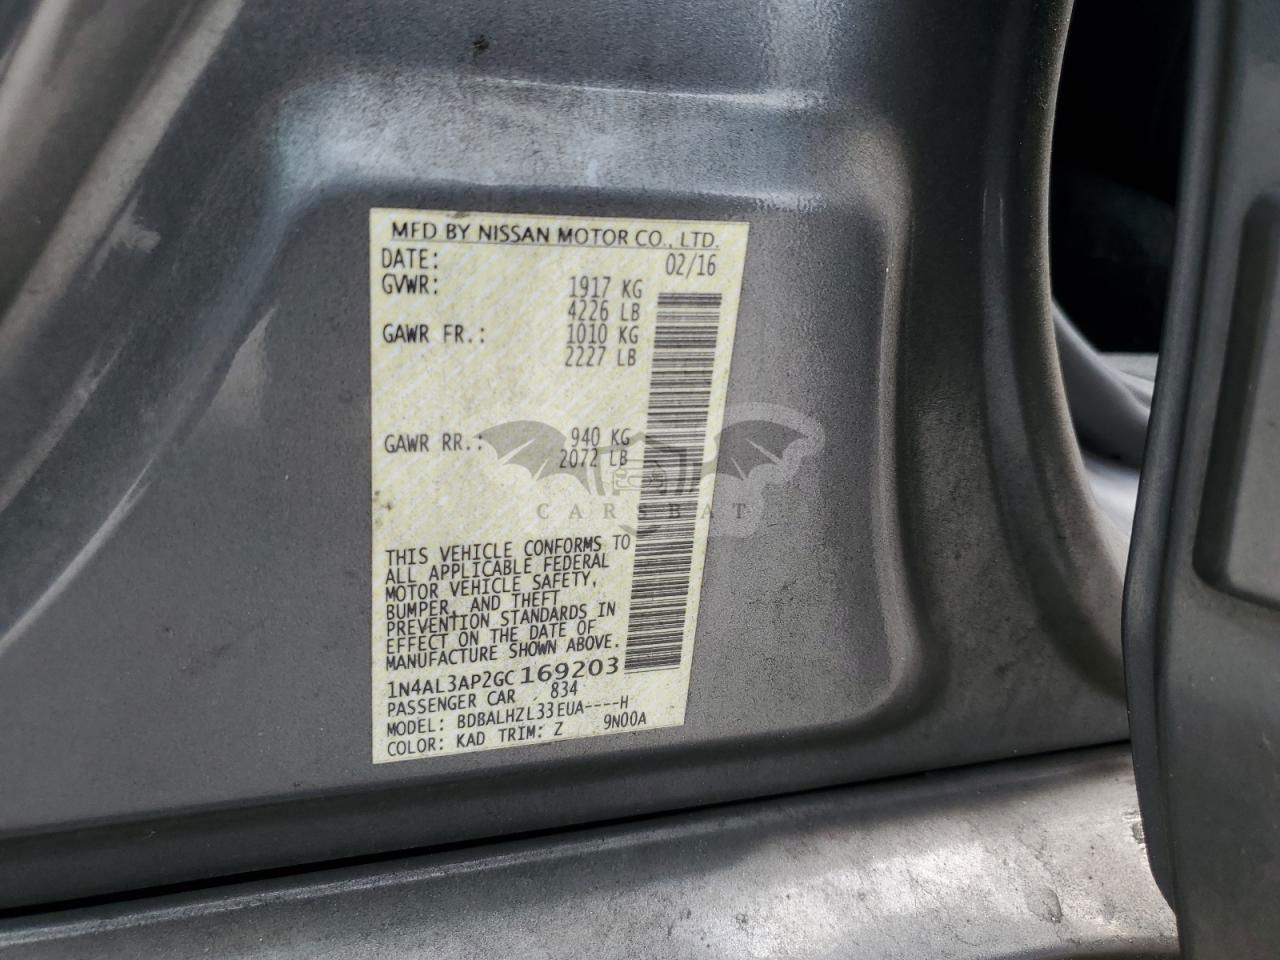 MFD BY NISSAN MOTOR CO., LTD.
DATE: 02/16
GVWR: 1917 KG
4226 LB
GAWR FR.: 1010 KG
2227 LB
GAWR RR.: 940 KG
2072 LB
CARSBAT
THIS VEHICLE CONFORMS TO
ALL APPLICABLE FEDERAL
MOTOR VEHICLE SAFETY,
BUMPER, AND THEFT
PREVENTION STANDARDS IN
EFFECT ON THE DATE OF
MANUFACTURE SHOWN ABOVE.
1N4AL3AP2GC169203
PASSENGER CAR 834
MODEL: BDBALHZL33EUA----H 9N00A
COLOR: KAD TRIM: Z